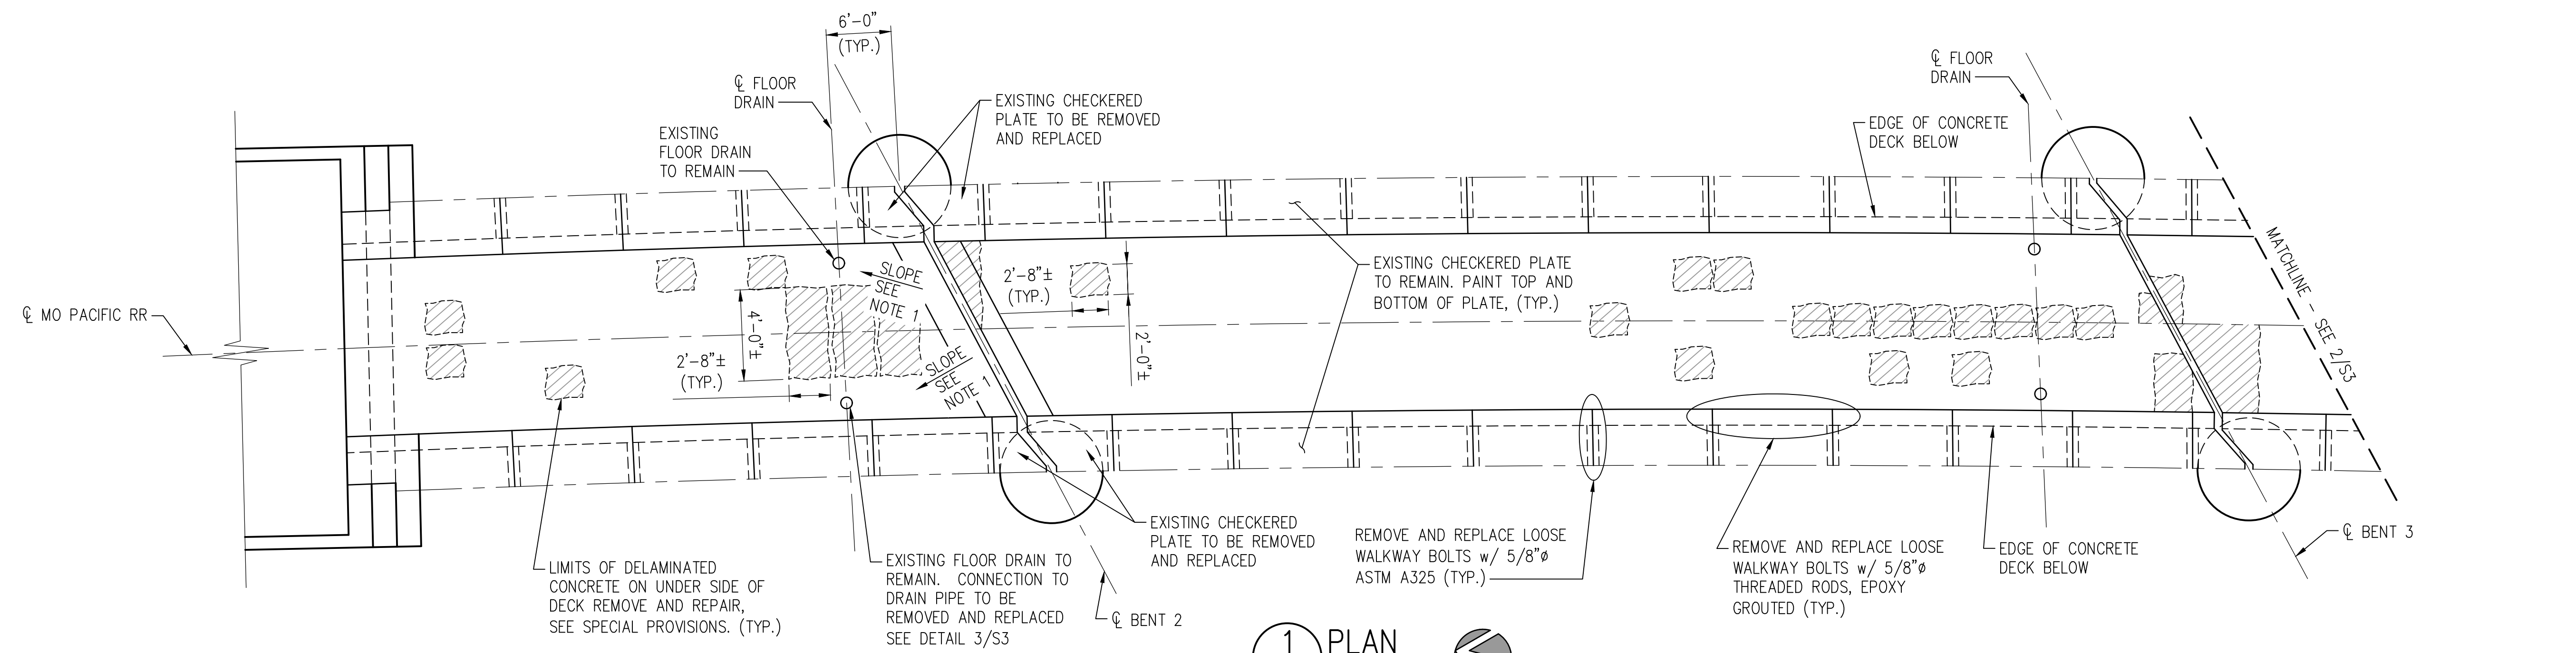 6'-0"
(TYP.)
℄ FLOOR
DRAIN
EXISTING
FLOOR DRAIN
TO REMAIN
EXISTING CHECKERED
PLATE TO BE REMOVED
AND REPLACED
℄ FLOOR
DRAIN
EDGE OF CONCRETE
DECK BELOW
MATCHLINE - SEE 2/S3
℄ MO PACIFIC RR
SLOPE
SEE
NOTE 1
4'-0"±
2'-8"±
(TYP.)
SLOPE
SEE
NOTE 1
2'-8"±
(TYP.)
2'-0"±
EXISTING CHECKERED PLATE
TO REMAIN. PAINT TOP AND
BOTTOM OF PLATE, (TYP.)
LIMITS OF DELAMINATED
CONCRETE ON UNDER SIDE OF
DECK REMOVE AND REPAIR,
SEE SPECIAL PROVISIONS. (TYP.)
EXISTING FLOOR DRAIN TO
REMAIN. CONNECTION TO
DRAIN PIPE TO BE
REMOVED AND REPLACED
SEE DETAIL 3/S3
EXISTING CHECKERED
PLATE TO BE REMOVED
AND REPLACED
℄ BENT 2
REMOVE AND REPLACE LOOSE
WALKWAY BOLTS w/ 5/8"ø
ASTM A325 (TYP.)
REMOVE AND REPLACE LOOSE
WALKWAY BOLTS w/ 5/8"ø
THREADED RODS, EPOXY
GROUTED (TYP.)
EDGE OF CONCRETE
DECK BELOW
℄ BENT 3
1 PLAN